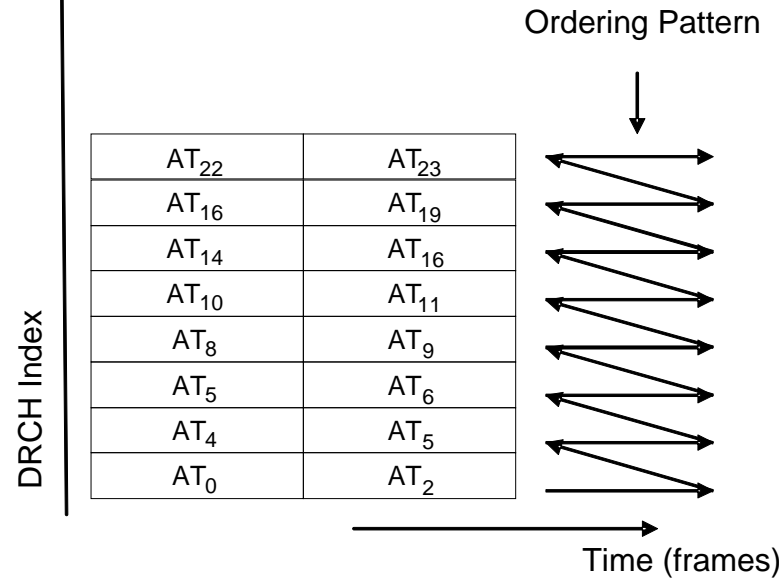 Ordering Pattern
AT22 AT23
AT16 AT19
AT14 AT16
AT10 AT11
AT8 AT9
AT5 AT6
AT4 AT5
AT0 AT2
DRCH Index
Time (frames)